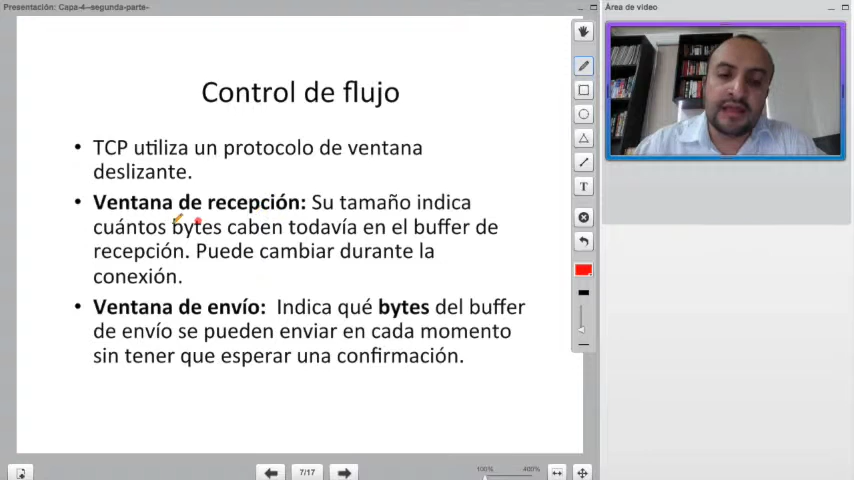 Presentación: Capa-4--segunda-parte-
Área de video
Control de flujo
• TCP utiliza un protocolo de ventana
deslizante.
• Ventana de recepción: Su tamaño indica
cuántos bytes caben todavía en el buffer de
recepción. Puede cambiar durante la
conexión.
• Ventana de envío: Indica qué bytes del buffer
de envío se pueden enviar en cada momento
sin tener que esperar una confirmación.
T
7/17
100%
400%